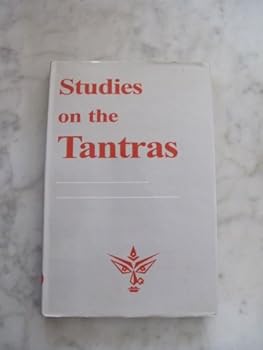 Studies
on the
Tantras